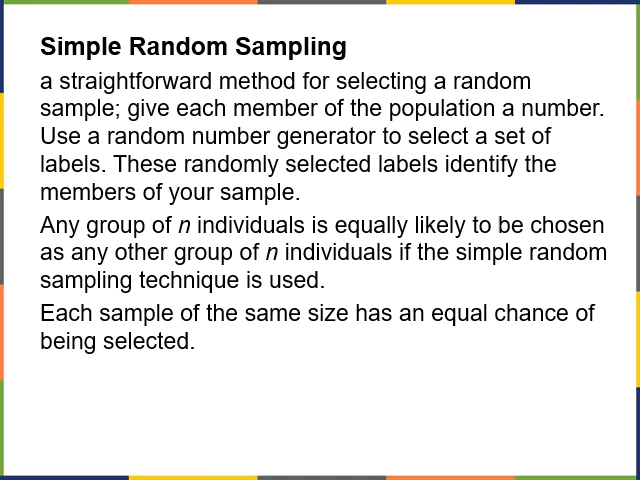 Simple Random Sampling
a straightforward method for selecting a random
sample; give each member of the population a number.
Use a random number generator to select a set of
labels. These randomly selected labels identify the
members of your sample.
Any group of n individuals is equally likely to be chosen
as any other group of n individuals if the simple random
sampling technique is used.
Each sample of the same size has an equal chance of
being selected.